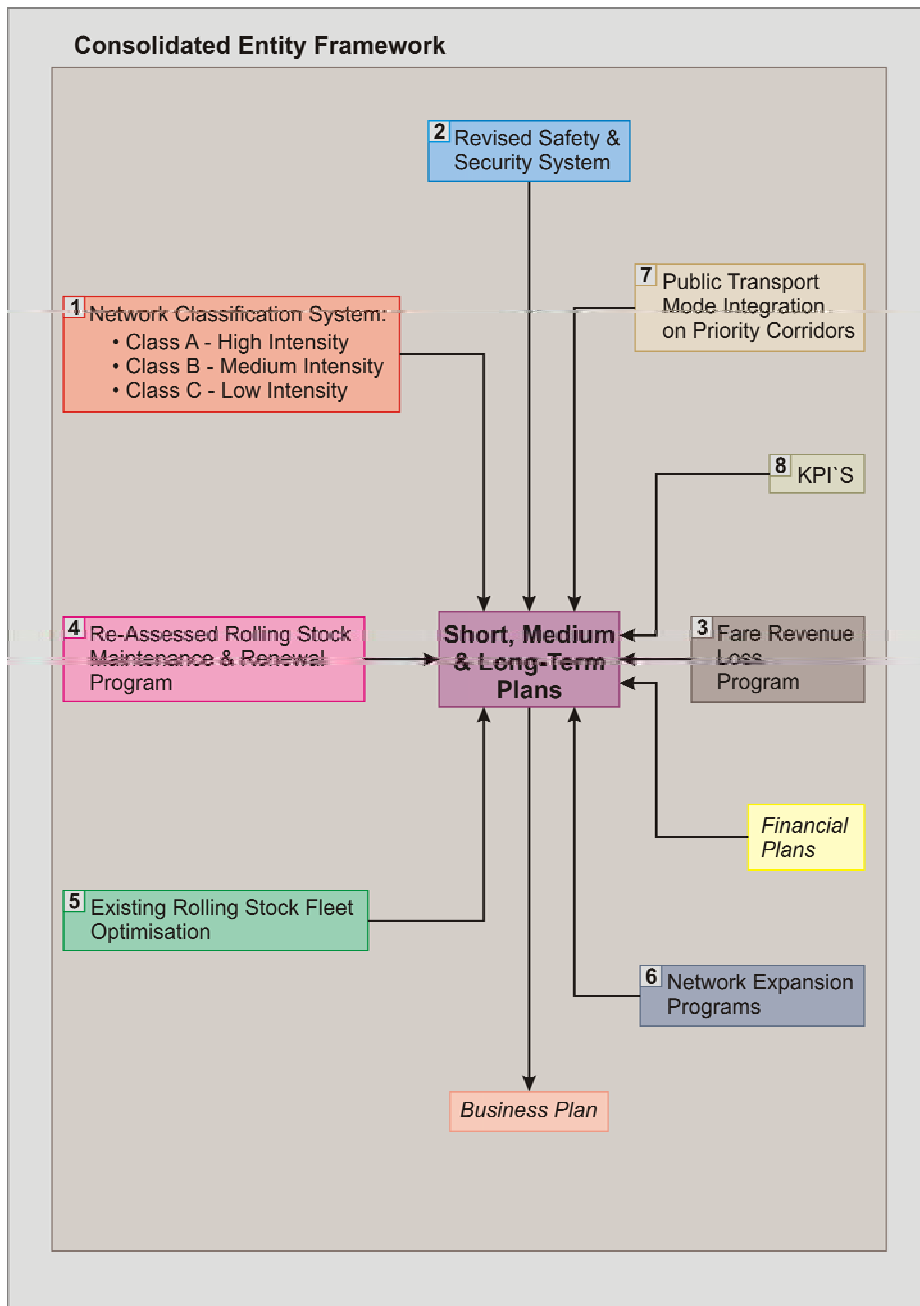 Consolidated Entity Framework
2 Revised Safety &
Security System
7 Public Transport
Mode Integration
on Priority Corridors
1 Network Classification System:
• Class A - High Intensity
• Class B - Medium Intensity
• Class C - Low Intensity
8 KPI`S
4 Re-Assessed Rolling Stock
Maintenance & Renewal
Program
Short, Medium
& Long-Term
Plans
3 Fare Revenue
Loss
Program
Financial
Plans
5 Existing Rolling Stock Fleet
Optimisation
6 Network Expansion
Programs
Business Plan